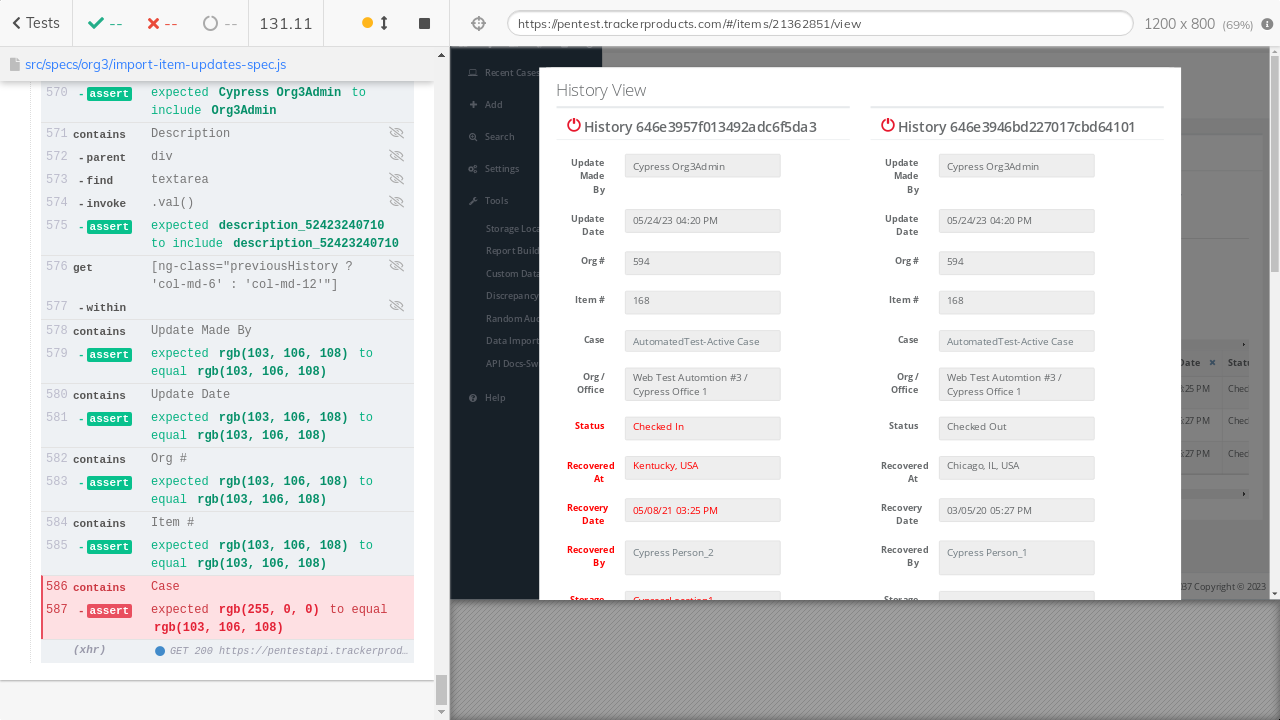 Tests
--
--
--
131.11
https://pentest.trackerproducts.com/#/items/21362851/view
1200 x 800 (69%)
src/specs/org3/import-item-updates-spec.js
570 - assert expected Cypress Org3Admin to
include Org3Admin
571 contains Description
572 - parent div
573 - find textarea
574 - invoke .val()
575 - assert expected description_52423240710
to include description_52423240710
576 get [ng-class="previousHistory ?
'col-md-6' : 'col-md-12'"]
577 - within
578 contains Update Made By
579 - assert expected rgb(103, 106, 108) to
equal rgb(103, 106, 108)
580 contains Update Date
581 - assert expected rgb(103, 106, 108) to
equal rgb(103, 106, 108)
582 contains Org #
583 - assert expected rgb(103, 106, 108) to
equal rgb(103, 106, 108)
584 contains Item #
585 - assert expected rgb(103, 106, 108) to
equal rgb(103, 106, 108)
586 contains Case
587 - assert expected rgb(255, 0, 0) to equal
rgb(103, 106, 108)
(xhr) GET 200 https://pentestapi.trackerprod…
Recent Cases
Add
Search
Settings
Tools
Storage Loca
Report Build
Custom Data
Discrepancy
Random Aud
Data Import
API Docs-Sw
Help
History View
History 646e3957f013492adc6f5da3
Update Made By
Cypress Org3Admin
Update Date
05/24/23 04:20 PM
Org #
594
Item #
168
Case
AutomatedTest-Active Case
Org / Office
Web Test Automtion #3 /
Cypress Office 1
Status
Checked In
Recovered At
Kentucky, USA
Recovery Date
05/08/21 03:25 PM
Recovered By
Cypress Person_2
Storage
CypressLocation1
History 646e3946bd227017cbd64101
Update Made By
Cypress Org3Admin
Update Date
05/24/23 04:20 PM
Org #
594
Item #
168
Case
AutomatedTest-Active Case
Org / Office
Web Test Automtion #3 /
Cypress Office 1
Status
Checked Out
Recovered At
Chicago, IL, USA
Recovery Date
03/05/20 05:27 PM
Recovered By
Cypress Person_1
Storage
Date
Statu
:25 PM Chec
:27 PM Chec
:27 PM Chec
37 Copyright © 2023